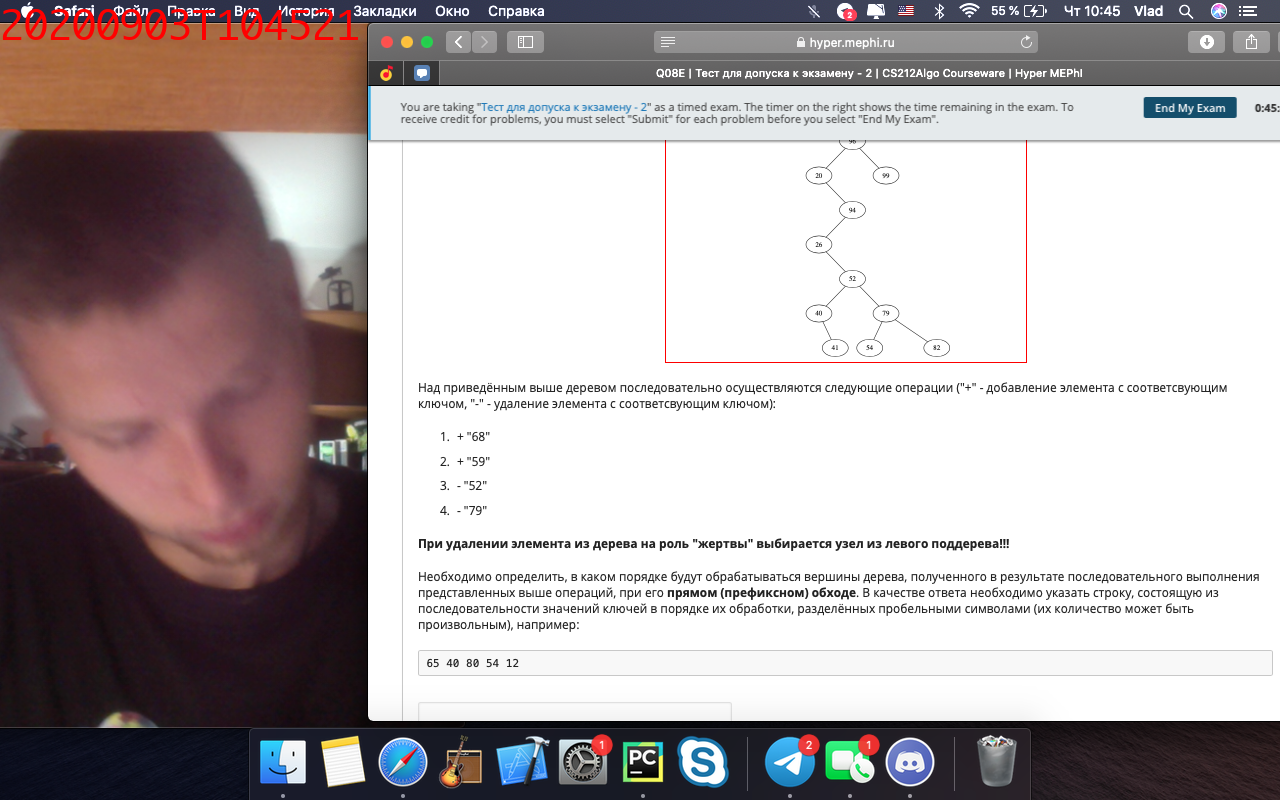 20200903T104521
Safari Файл Правка Вид История Закладки Окно Справка
2 55 % Чт 10:45 Vlad
hyper.mephi.ru
Q08E | Тест для допуска к экзамену - 2 | CS212Algo Courseware | Hyper MEPhI
You are taking "Тест для допуска к экзамену - 2" as a timed exam. The timer on the right shows the time remaining in the exam. To
receive credit for problems, you must select "Submit" for each problem before you select "End My Exam".
End My Exam 0:45:
96
20 99
94
26
52
40 79
41 54 82
Над приведённым выше деревом последовательно осуществляются следующие операции ("+" - добавление элемента с соответсвующим
ключом, "-" - удаление элемента с соответсвующим ключом):
1. + "68"
2. + "59"
3. - "52"
4. - "79"
При удалении элемента из дерева на роль "жертвы" выбирается узел из левого поддерева!!!
Необходимо определить, в каком порядке будут обрабатываться вершины дерева, полученного в результате последовательного выполнения
представленных выше операций, при его прямом (префиксном) обходе. В качестве ответа необходимо указать строку, состоящую из
последовательности значений ключей в порядке их обработки, разделённых пробельными символами (их количество может быть
произвольным), например:
65 40 80 54 12
1 PC 2 1